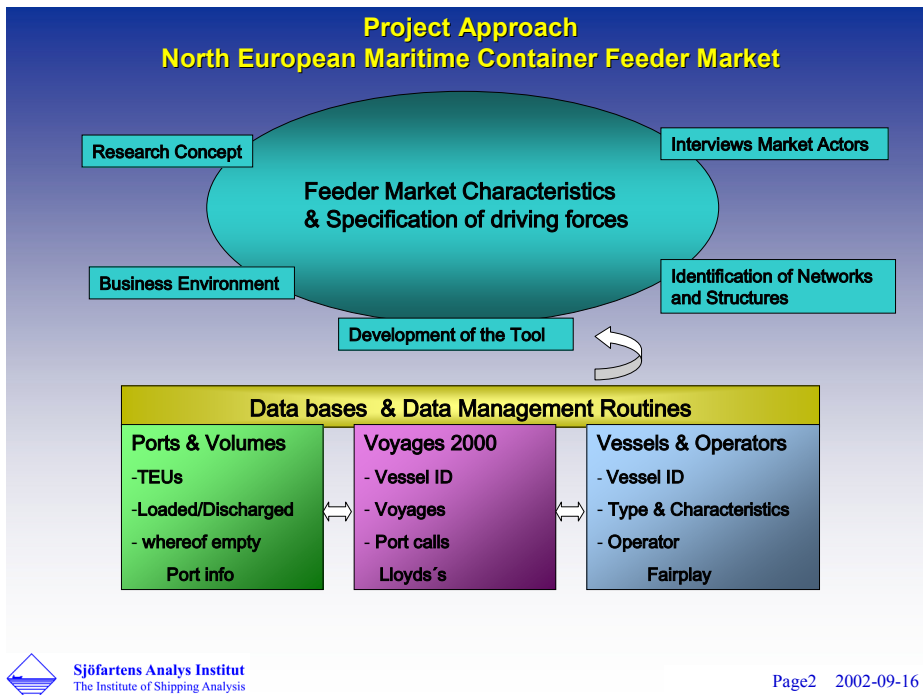 Project Approach
North European Maritime Container Feeder Market
Research Concept
Interviews Market Actors
Feeder Market Characteristics
& Specification of driving forces
Business Environment
Identification of Networks
and Structures
Development of the Tool
Data bases & Data Management Routines
Ports & Volumes
-TEUs
-Loaded/Discharged
- whereof empty
Port info
Voyages 2000
- Vessel ID
- Voyages
- Port calls
Lloyds´s
Vessels & Operators
- Vessel ID
- Type & Characteristics
- Operator
Fairplay
Sjöfartens Analys Institut
The Institute of Shipping Analysis
Page2 2002-09-16